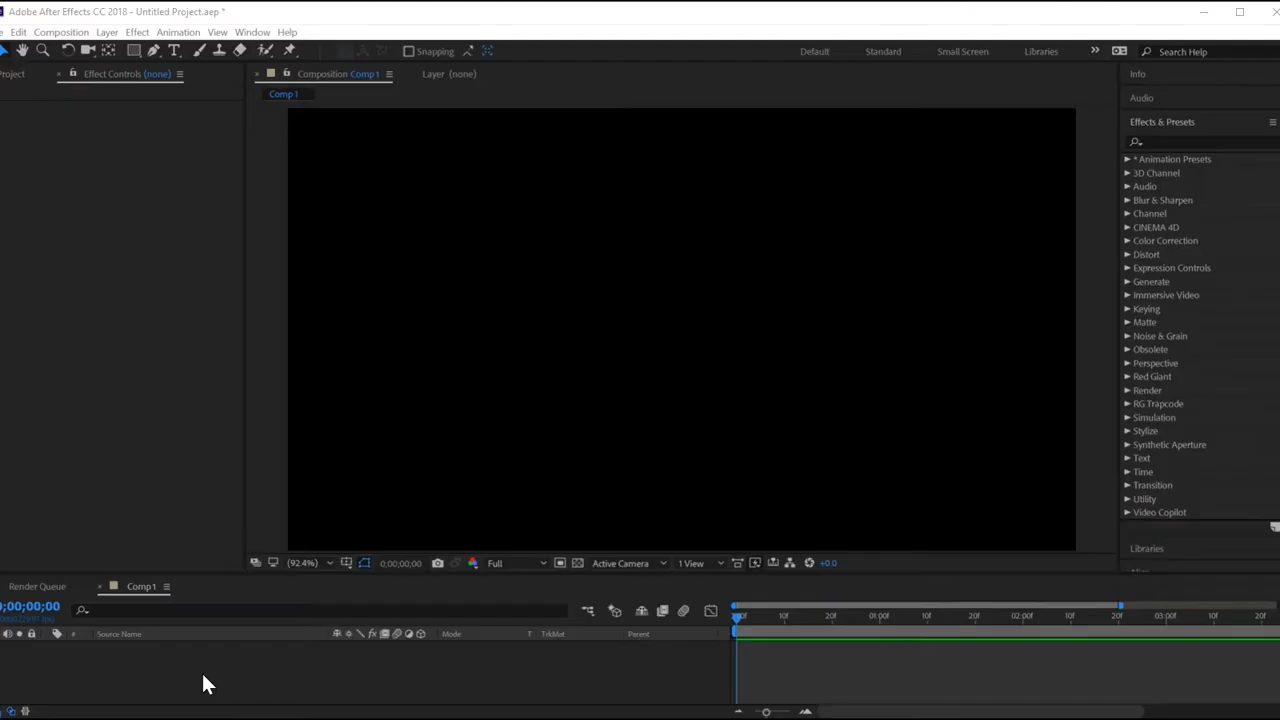 Adobe After Effects CC 2018 - Untitled Project.aep *
Edit Composition Layer Effect Animation View Window Help
Snapping Default Standard Small Screen Libraries Search Help
Effect Controls (none) Composition Comp 1 Layer (none)
Comp 1
Info
Audio
Effects & Presets
* Animation Presets
3D Channel
Audio
Blur & Sharpen
Channel
CINEMA 4D
Color Correction
Distort
Expression Controls
Generate
Immersive Video
Keying
Matte
Noise & Grain
Obsolete
Perspective
Red Giant
Render
RG Trapcode
Simulation
Stylize
Synthetic Aperture
Text
Time
Transition
Utility
Video Copilot
Libraries
(92.4%) 0;00;00;00 Full Active Camera 1 View +0.0
Render Queue Comp 1
;00;00;00
10f 20f 01:00f 10f 20f 02:00f 10f 20f 03:00f 10f 20f
# Source Name Mode T TrkMat Parent